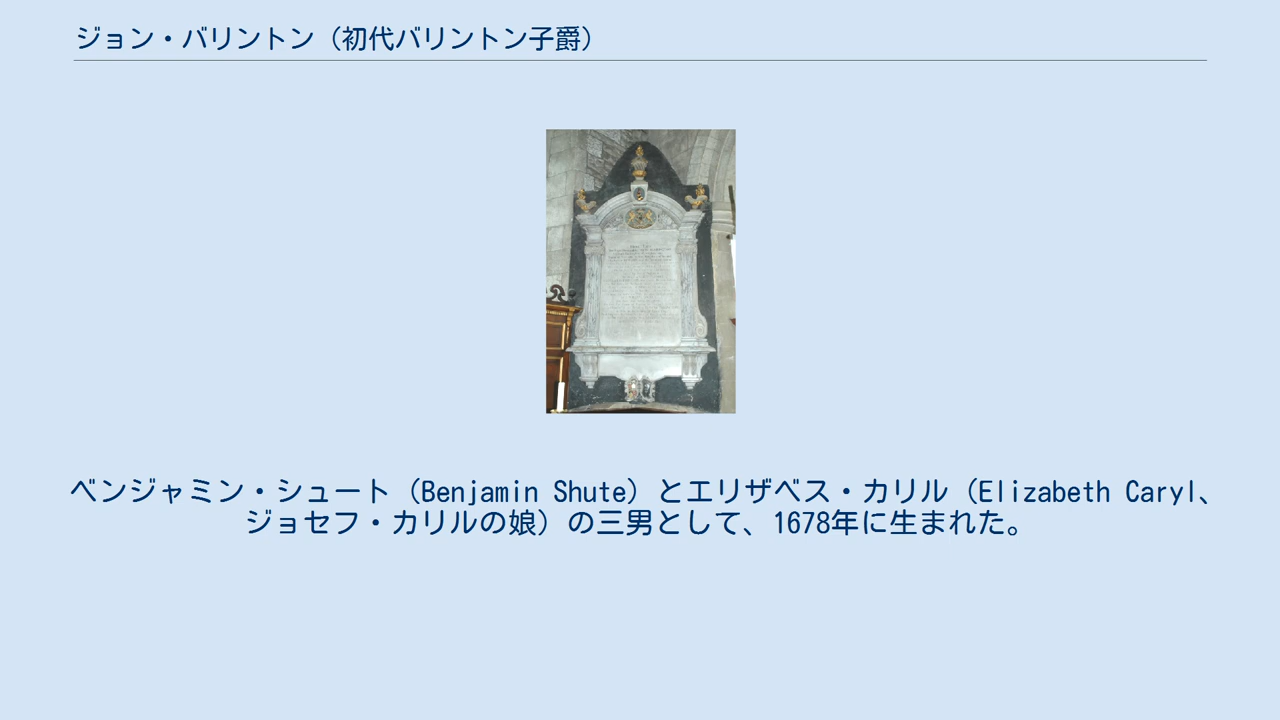 ジョン・バリントン（初代バリントン子爵）
ベンジャミン・シュート（Benjamin Shute）とエリザベス・カリル（Elizabeth Caryl、
ジョセフ・カリルの娘）の三男として、1678年に生まれた。